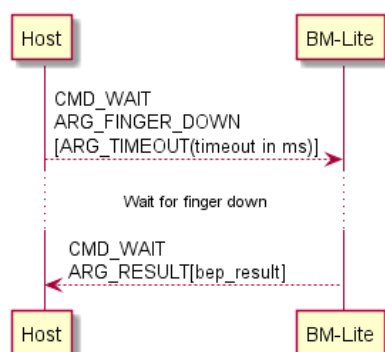 Host
BM-Lite
CMD_WAIT
ARG_FINGER_DOWN
[ARG_TIMEOUT(timeout in ms)]
Wait for finger down
CMD_WAIT
ARG_RESULT[bep_result]
Host
BM-Lite